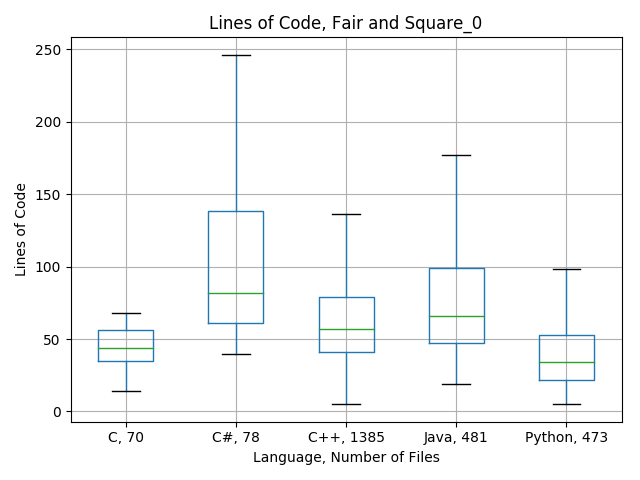 Lines of Code, Fair and Square_0
Lines of Code
250
200
150
100
50
0
C, 70
C#, 78
C++, 1385
Java, 481
Python, 473
Language, Number of Files